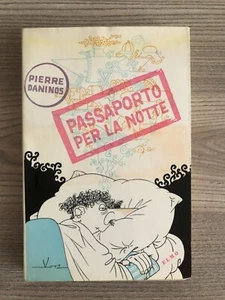 PIERRE
DANINOS
PASSAPORTO
PER LA NOTTE